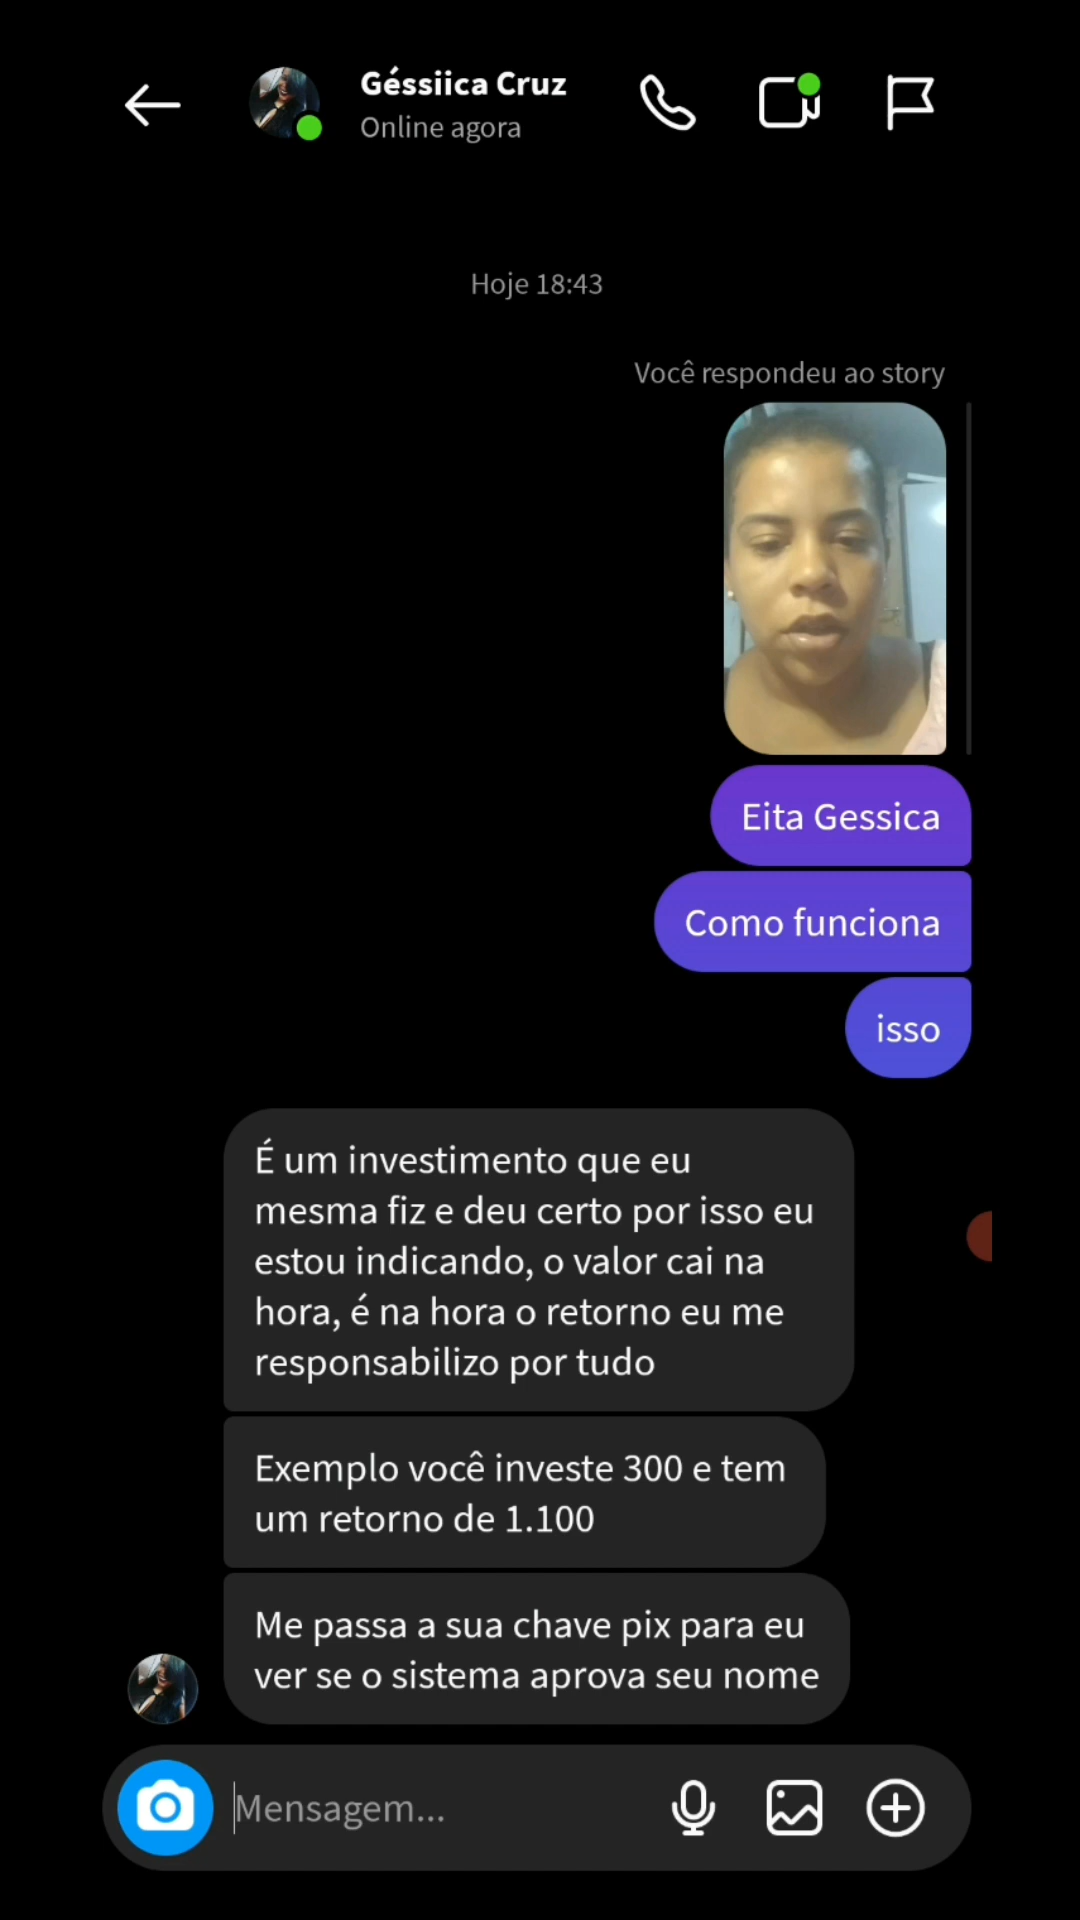 Géssiica Cruz
Online agora
Hoje 18:43
Você respondeu ao story
Eita Gessica
Como funciona
isso
É um investimento que eu
mesma fiz e deu certo por isso eu
estou indicando, o valor cai na
hora, é na hora o retorno eu me
responsabilizo por tudo
Exemplo você investe 300 e tem
um retorno de 1.100
Me passa a sua chave pix para eu
ver se o sistema aprova seu nome
Mensagem...